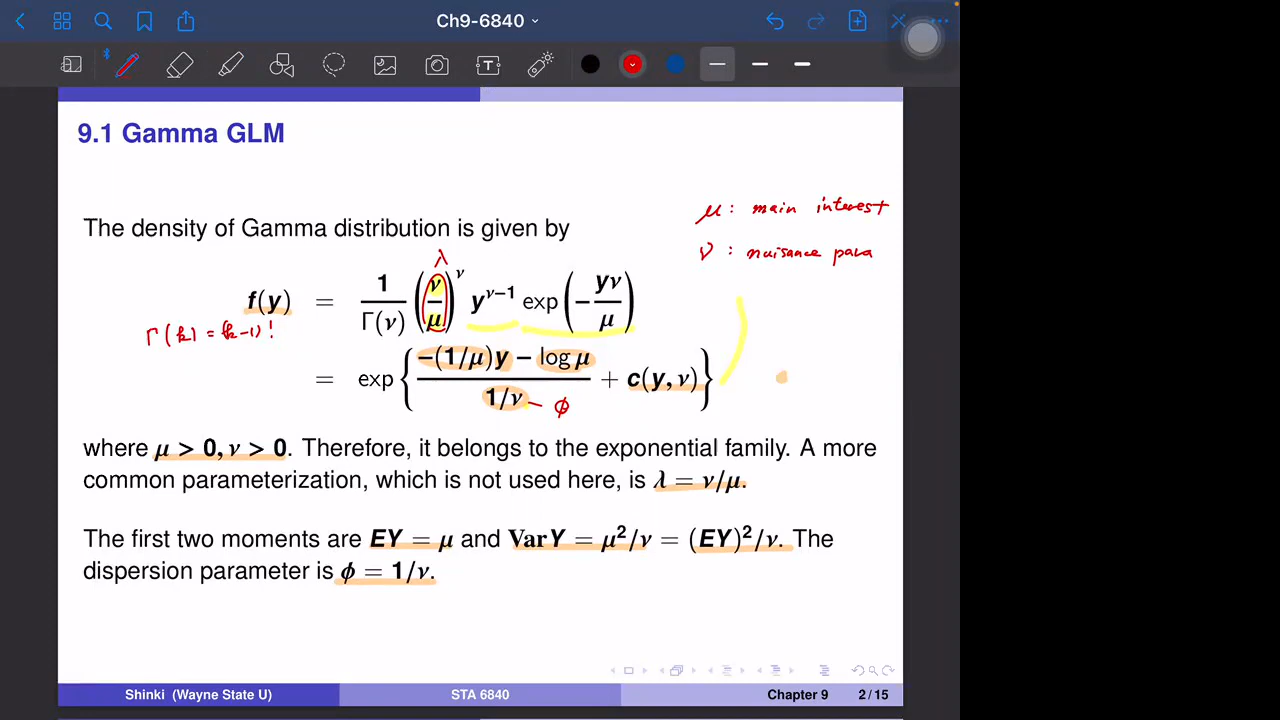 Ch9-6840
9.1 Gamma GLM
μ : main interest
The density of Gamma distribution is given by
ν : nuisance para
λ
f(y) = 1/Γ(ν) (ν/μ)^ν y^(ν−1) exp(−yν/μ)
Γ(k) = (k-1)!
= exp{ (−(1/μ)y − log μ)/(1/ν) + c(y, ν) }
ϕ
where μ > 0, ν > 0. Therefore, it belongs to the exponential family. A more
common parameterization, which is not used here, is λ = ν/μ.
The first two moments are EY = μ and Var Y = μ²/ν = (EY)²/ν. The
dispersion parameter is ϕ = 1/ν.
Shinki (Wayne State U) STA 6840 Chapter 9 2 / 15